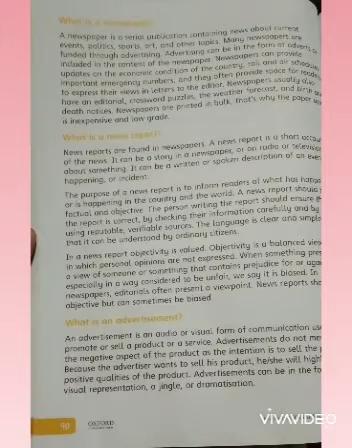 What is a newspaper?
A newspaper is a serial publication containing news about current
events, politics, sports, art, and other topics. Many newspapers are
funded through advertising. Advertising can be in the form of adverts
included in the content of the newspaper. Newspapers can provide
updates on the economic condition of the country, rail and air schedules,
important emergency numbers, and they often provide space for readers
to express their views in letters to the editor. Newspapers usually also
have an editorial, crossword puzzles, the weather forecast, and birth and
death notices. Newspapers are printed in bulk, that's why the paper
is inexpensive and low grade.
What is a news report?
News reports are found in newspapers. A news report is a short
of the news. It can be a story in a newspaper, or on radio or television
about something. It can be a written or spoken description of an
happening, or incident.
The purpose of a news report is to inform readers of what has
or is happening in the country and the world. A news report should
factual and objective. The person writing the report should ensure
the report is correct, by checking their information carefully and by
using reputable, verifiable sources. The language is clear and simple
that it can be understood by ordinary citizens.
In a news report objectivity is valued. Objectivity is a balanced
in which personal opinions are not expressed. When something
a view of someone or something that contains prejudice for or
especially in a way considered to be unfair, we say it is biased. In
newspapers, editorials often present a viewpoint. News reports
objective but can sometimes be biased.
What is an advertisement?
An advertisement is an audio or visual form of communication
promote or sell a product or a service. Advertisements do not
the negative aspect of the product as the intention is to sell the
Because the advertiser wants to sell his product, he/she will
positive qualities of the product. Advertisements can be in the
visual representation, a jingle, or dramatisation.
90
OXFORD
VIVAVIDEO